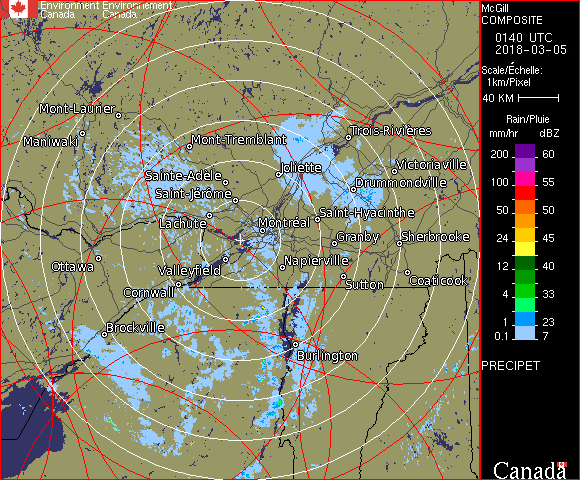 Environment Environnement
Canada Canada
McGill
COMPOSITE
0140 UTC
2018-03-05
Scale/Échelle:
1km/Pixel
40 KM
Rain/Pluie
mm/hr dBZ
200 60
100 55
50 50
24 45
12 40
4 33
1 23
0.1 7
PRECIPET
Canada
Mont-Laurier
Maniwaki
Mont-Tremblant
Trois-Rivières
Joliette
Victoriaville
Sainte-Adèle
Drummondville
Saint-Jérôme
Saint-Hyacinthe
Lachute
Montréal
Granby
Sherbrooke
Ottawa
Valleyfield
Napierville
Sutton
Coaticook
Cornwall
Brockville
Burlington